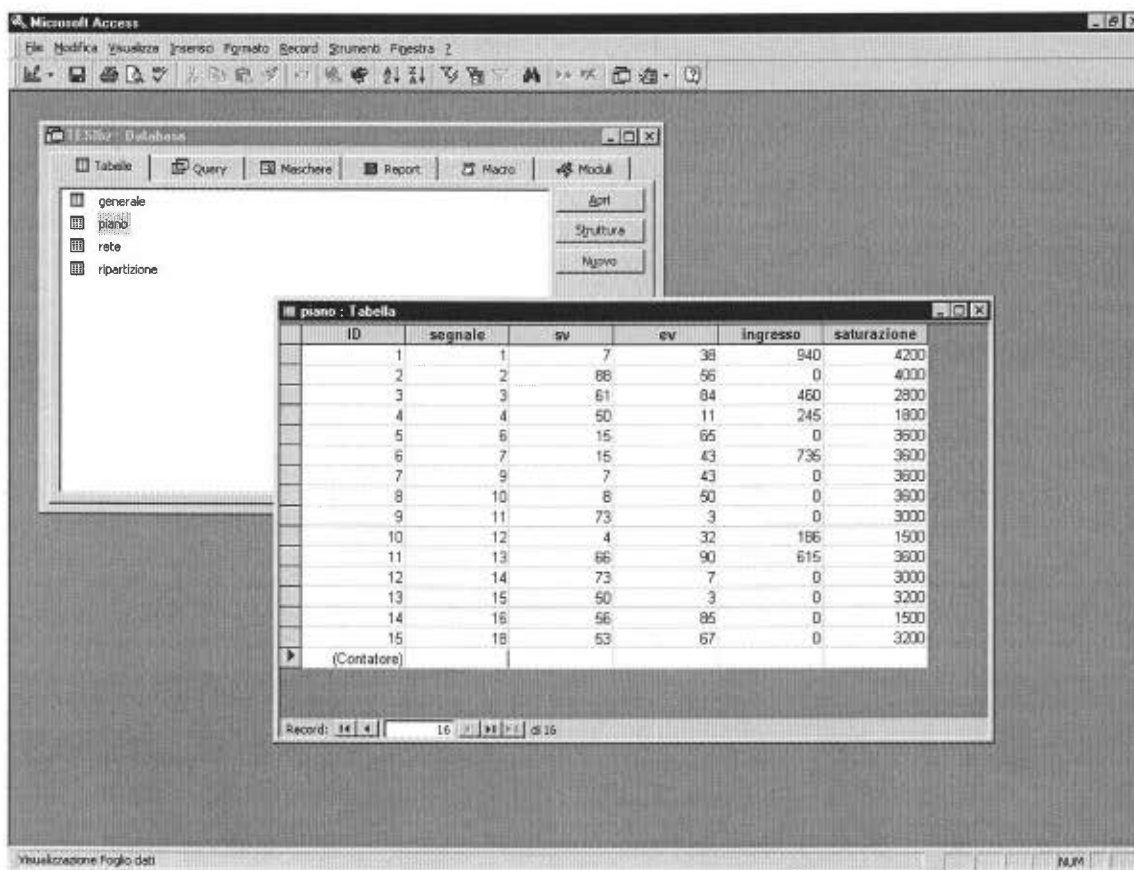 Microsoft Access
File Modifica Visualizza Inserisci Formato Record Strumenti Finestra ?
Database
Tabelle Query Maschere Report Macro Moduli
generale
piano
rete
ripartizione
Apri
Struttura
Nuovo
piano : Tabella
ID segnale sv ev ingresso saturazione
1 1 7 38 940 4200
2 2 88 56 0 4000
3 3 61 84 460 2800
4 4 50 11 245 1800
5 6 15 65 0 3600
6 7 15 43 736 3600
7 9 7 43 0 3600
8 10 8 50 0 3600
9 11 73 3 0 3000
10 12 4 32 186 1500
11 13 66 90 615 3600
12 14 73 7 0 3000
13 15 50 3 0 3200
14 16 56 85 0 1500
15 18 53 67 0 3200
(Contatore)
Record: 16 di 16
Visualizzazione Foglio dati NUM